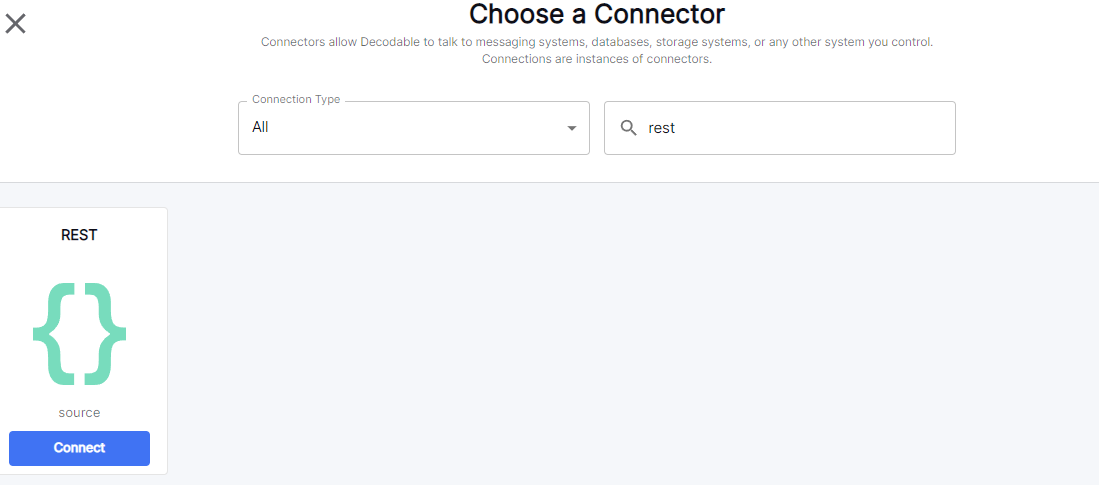 Choose a Connector
Connectors allow Decodable to talk to messaging systems, databases, storage systems, or any other system you control.
Connections are instances of connectors.
Connection Type
All
rest
REST
{}
source
Connect